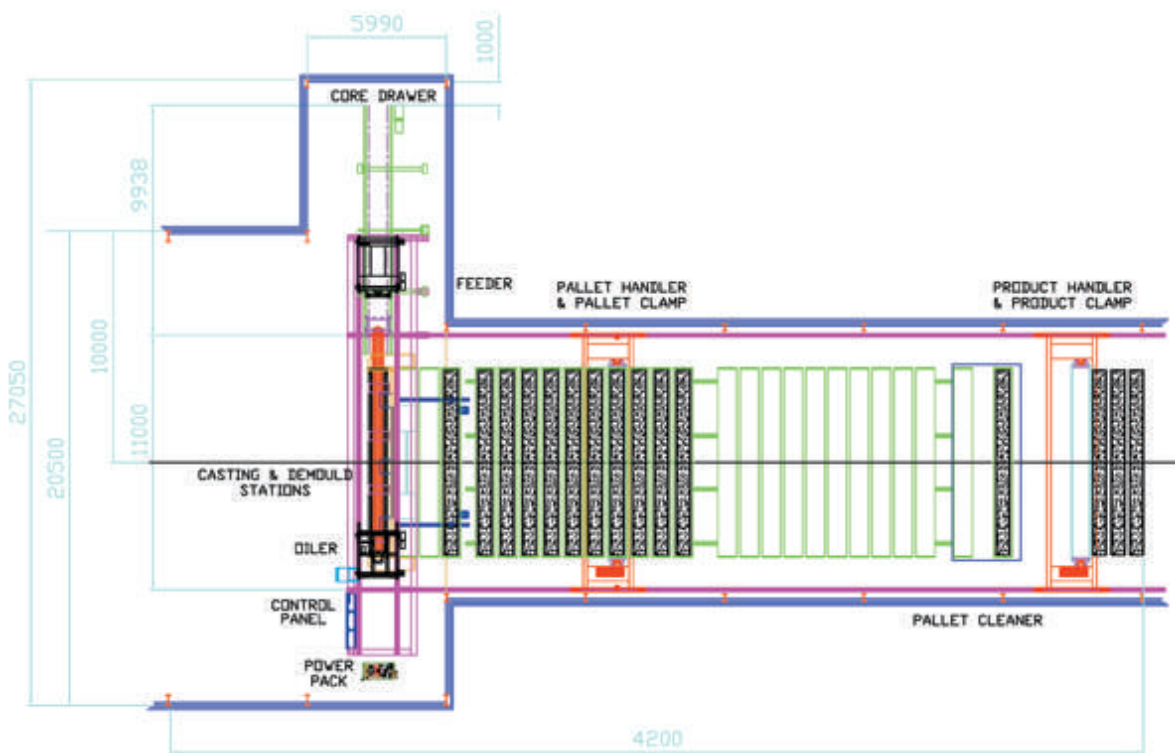 5990
1000
CORE DRAWER
9938
FEEDER
PALLET HANDLER
& PALLET CLAMP
PRODUCT HANDLER
& PRODUCT CLAMP
10000
27050
20500
11000
CASTING & DEMOULD
STATIONS
OILER
CONTROL
PANEL
PALLET CLEANER
POWER
PACK
4200